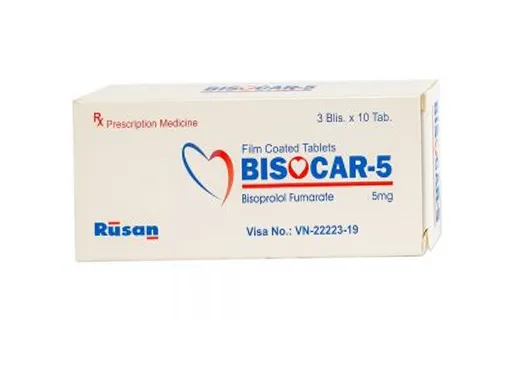 Rx Prescription Medicine
3 Blis. x 10 Tab.
Film Coated Tablets
BISOCAR-5
Bisoprolol Fumarate 5mg
Rusan
Visa No.: VN-22223-19
BISOCAR-5